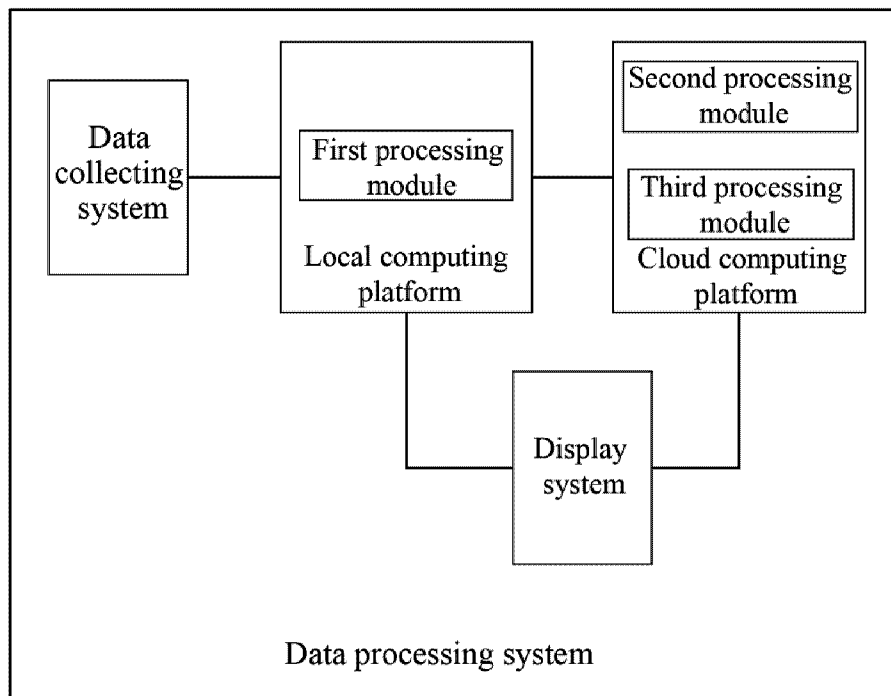 Data
collecting
system
First processing
module
Local computing
platform
Second processing
module
Third processing
module
Cloud computing
platform
Display
system
Data processing system